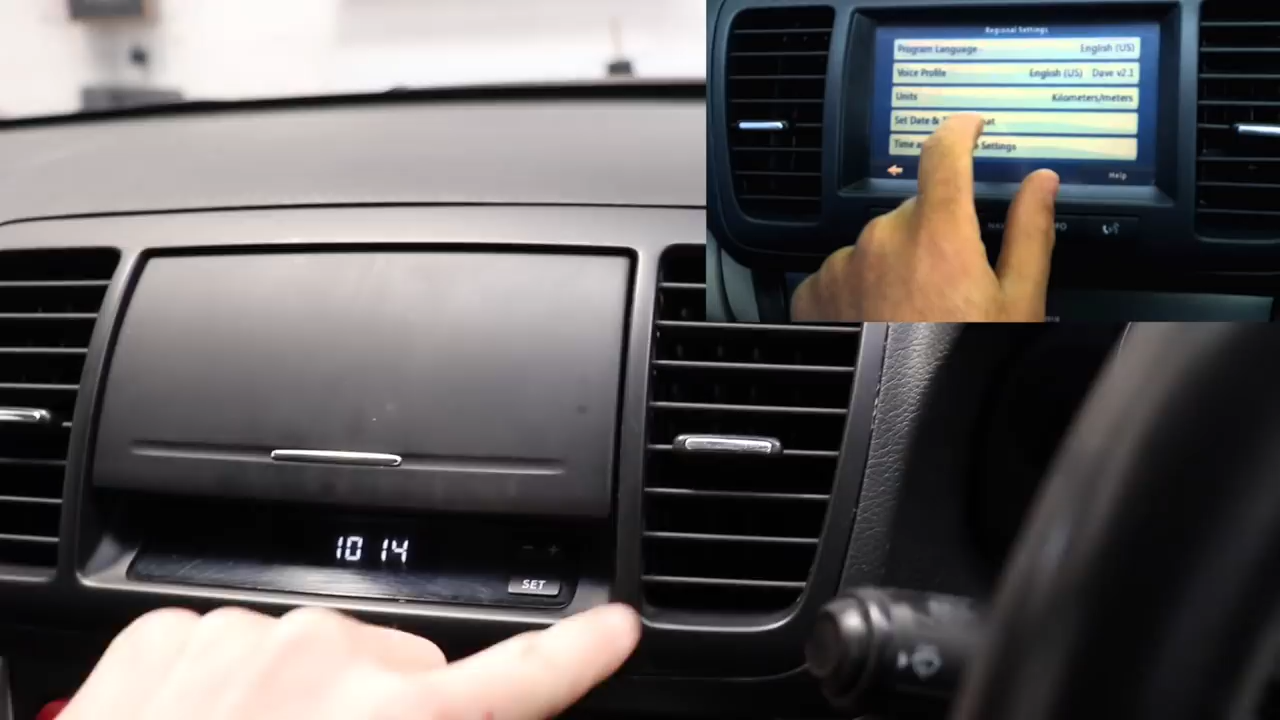 Regional Settings
Program Language English (US)
Voice Profile English (US) Dave v2.1
Units Kilometers/meters
Set Date &
Settings
Help
10 14
- +
SET